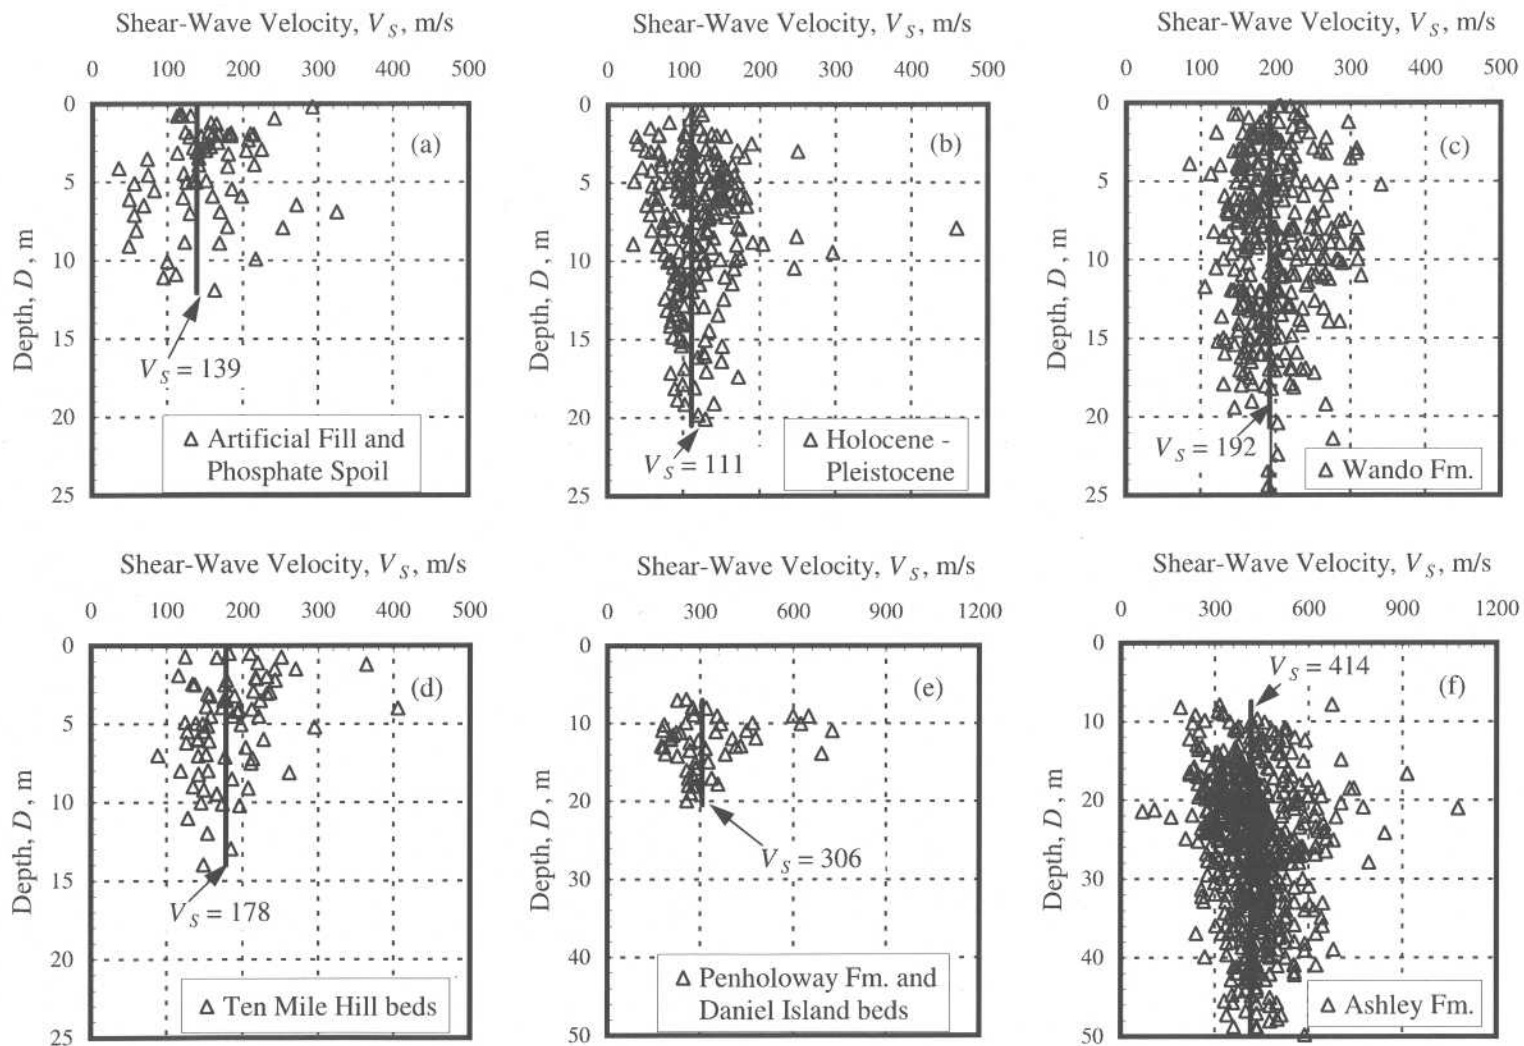 Shear-Wave Velocity, V_S, m/s
0 100 200 300 400 500
0
5
10
15
20
25
Depth, D, m
(a)
V_S = 139
Artificial Fill and
Phosphate Spoil
Shear-Wave Velocity, V_S, m/s
0 100 200 300 400 500
0
5
10
15
20
25
Depth, D, m
(b)
V_S = 111
Holocene -
Pleistocene
Shear-Wave Velocity, V_S, m/s
0 100 200 300 400 500
0
5
10
15
20
25
Depth, D, m
(c)
V_S = 192
Wando Fm.
Shear-Wave Velocity, V_S, m/s
0 100 200 300 400 500
0
5
10
15
20
25
Depth, D, m
(d)
V_S = 178
Ten Mile Hill beds
Shear-Wave Velocity, V_S, m/s
0 300 600 900 1200
0
10
20
30
40
50
Depth, D, m
(e)
V_S = 306
Penholoway Fm. and
Daniel Island beds
Shear-Wave Velocity, V_S, m/s
0 300 600 900 1200
0
10
20
30
40
50
Depth, D, m
V_S = 414
(f)
Ashley Fm.